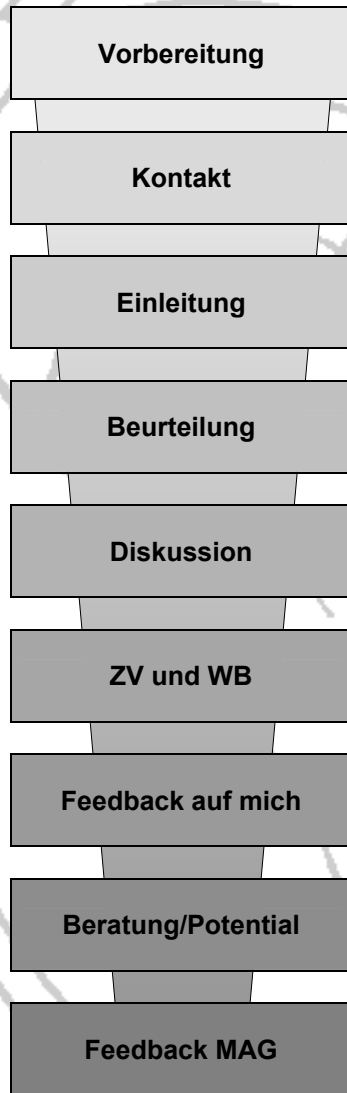 Vorbereitung
Kontakt
Einleitung
Beurteilung
Diskussion
ZV und WB
Feedback auf mich
Beratung/Potential
Feedback MAG